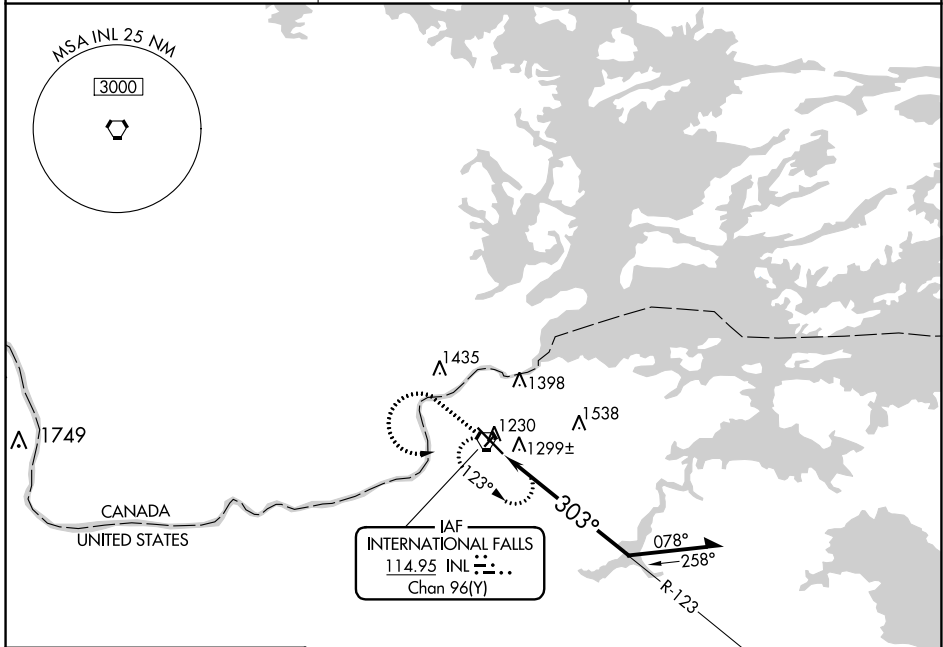 MSA INL 25 NM
3000
1435
1398
1538
1230
1299±
1749
123°
303°
CANADA
UNITED STATES
IAF
INTERNATIONAL FALLS
114.95 INL
Chan 96(Y)
078°
258°
R-123